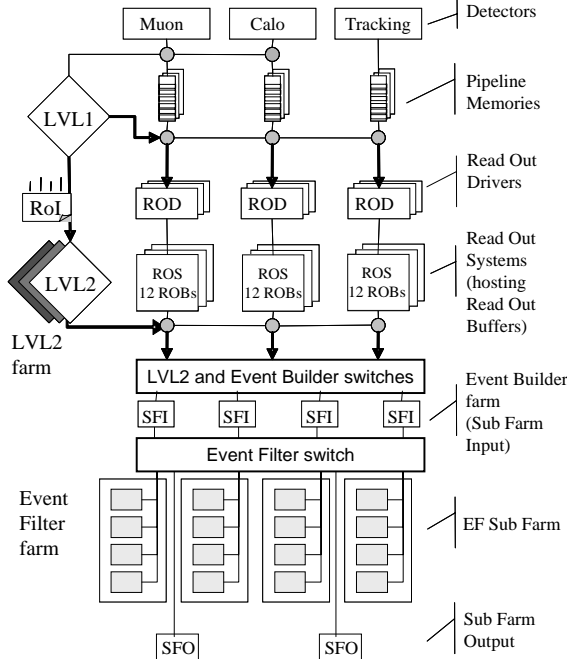 Muon
Calo
Tracking
Detectors
LVL1
Pipeline
Memories
Read Out
Drivers
RoI
ROD
ROD
ROD
LVL2
ROS
12 ROBs
ROS
12 ROBs
ROS
12 ROBs
Read Out
Systems
(hosting
Read Out
Buffers)
LVL2
farm
LVL2 and Event Builder switches
SFI
SFI
SFI
SFI
Event Builder
farm
(Sub Farm
Input)
Event Filter switch
Event
Filter
farm
EF Sub Farm
SFO
SFO
Sub Farm
Output